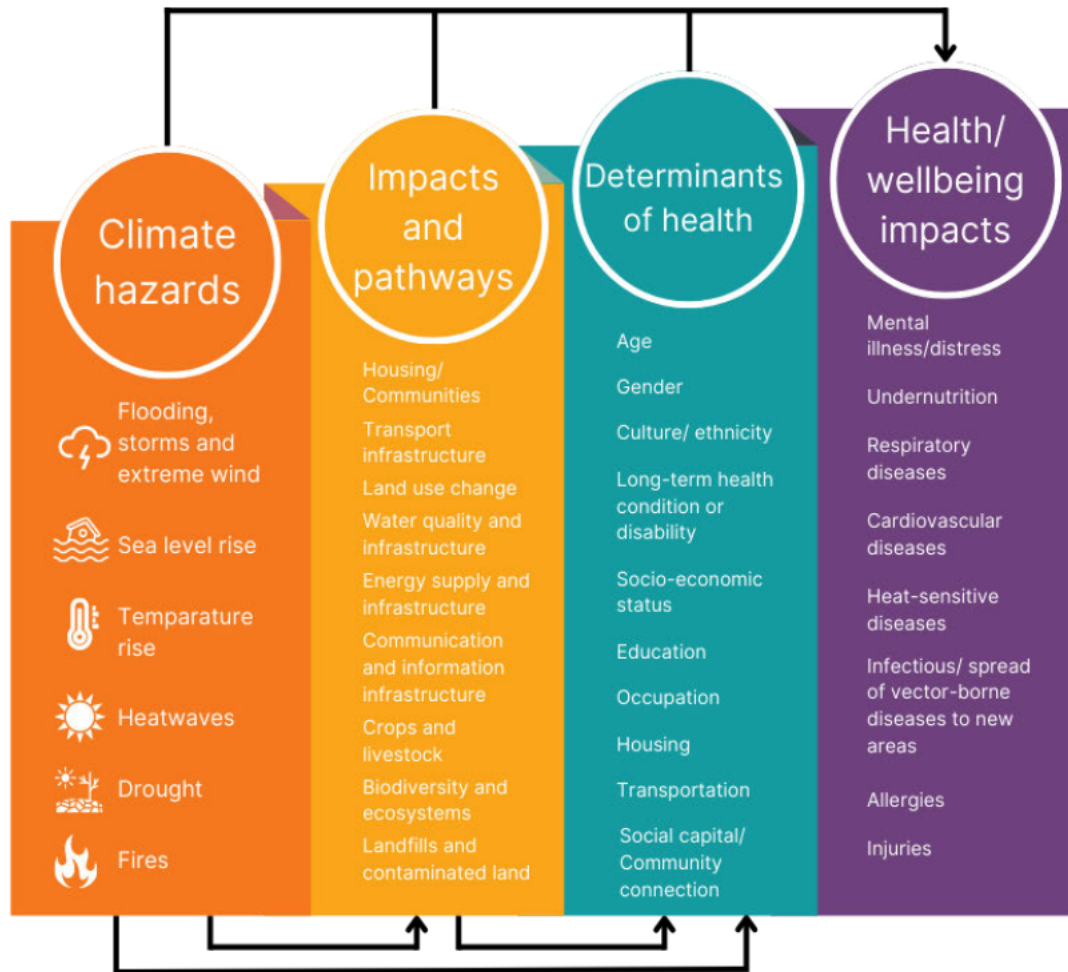 Climate
hazards
Flooding,
storms and
extreme wind
Sea level rise
Temparature
rise
Heatwaves
Drought
Fires
Impacts
and
pathways
Housing/
Communities
Transport
infrastructure
Land use change
Water quality and
infrastructure
Energy supply and
infrastructure
Communication
and information
infrastructure
Crops and
livestock
Biodiversity and
ecosystems
Landfills and
contaminated land
Determinants
of health
Age
Gender
Culture/ ethnicity
Long-term health
condition or
disability
Socio-economic
status
Education
Occupation
Housing
Transportation
Social capital/
Community
connection
Health/
wellbeing
impacts
Mental
illness/distress
Undernutrition
Respiratory
diseases
Cardiovascular
diseases
Heat-sensitive
diseases
Infectious/ spread
of vector-borne
diseases to new
areas
Allergies
Injuries